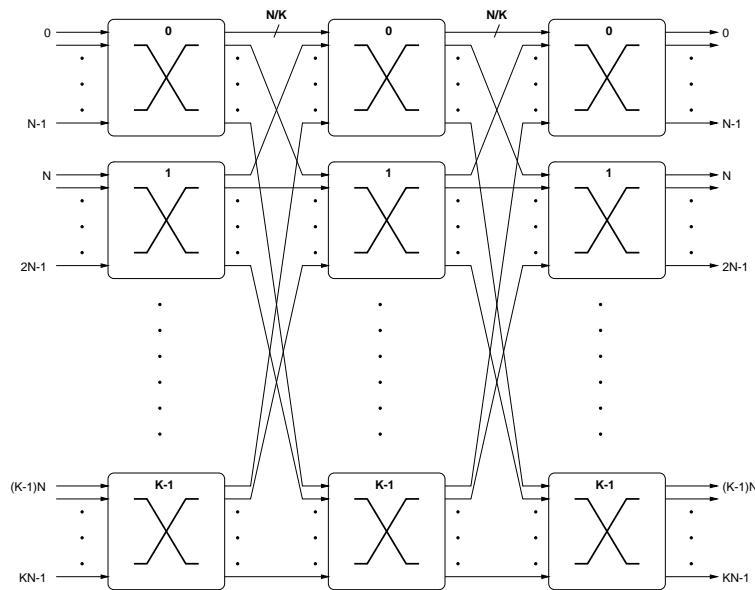 N/K N/K
0 0 0 0 0
N-1 N-1
N 1 1 1 N
2N-1 2N-1
(K-1)N K-1 K-1 K-1 (K-1)N
KN-1 KN-1